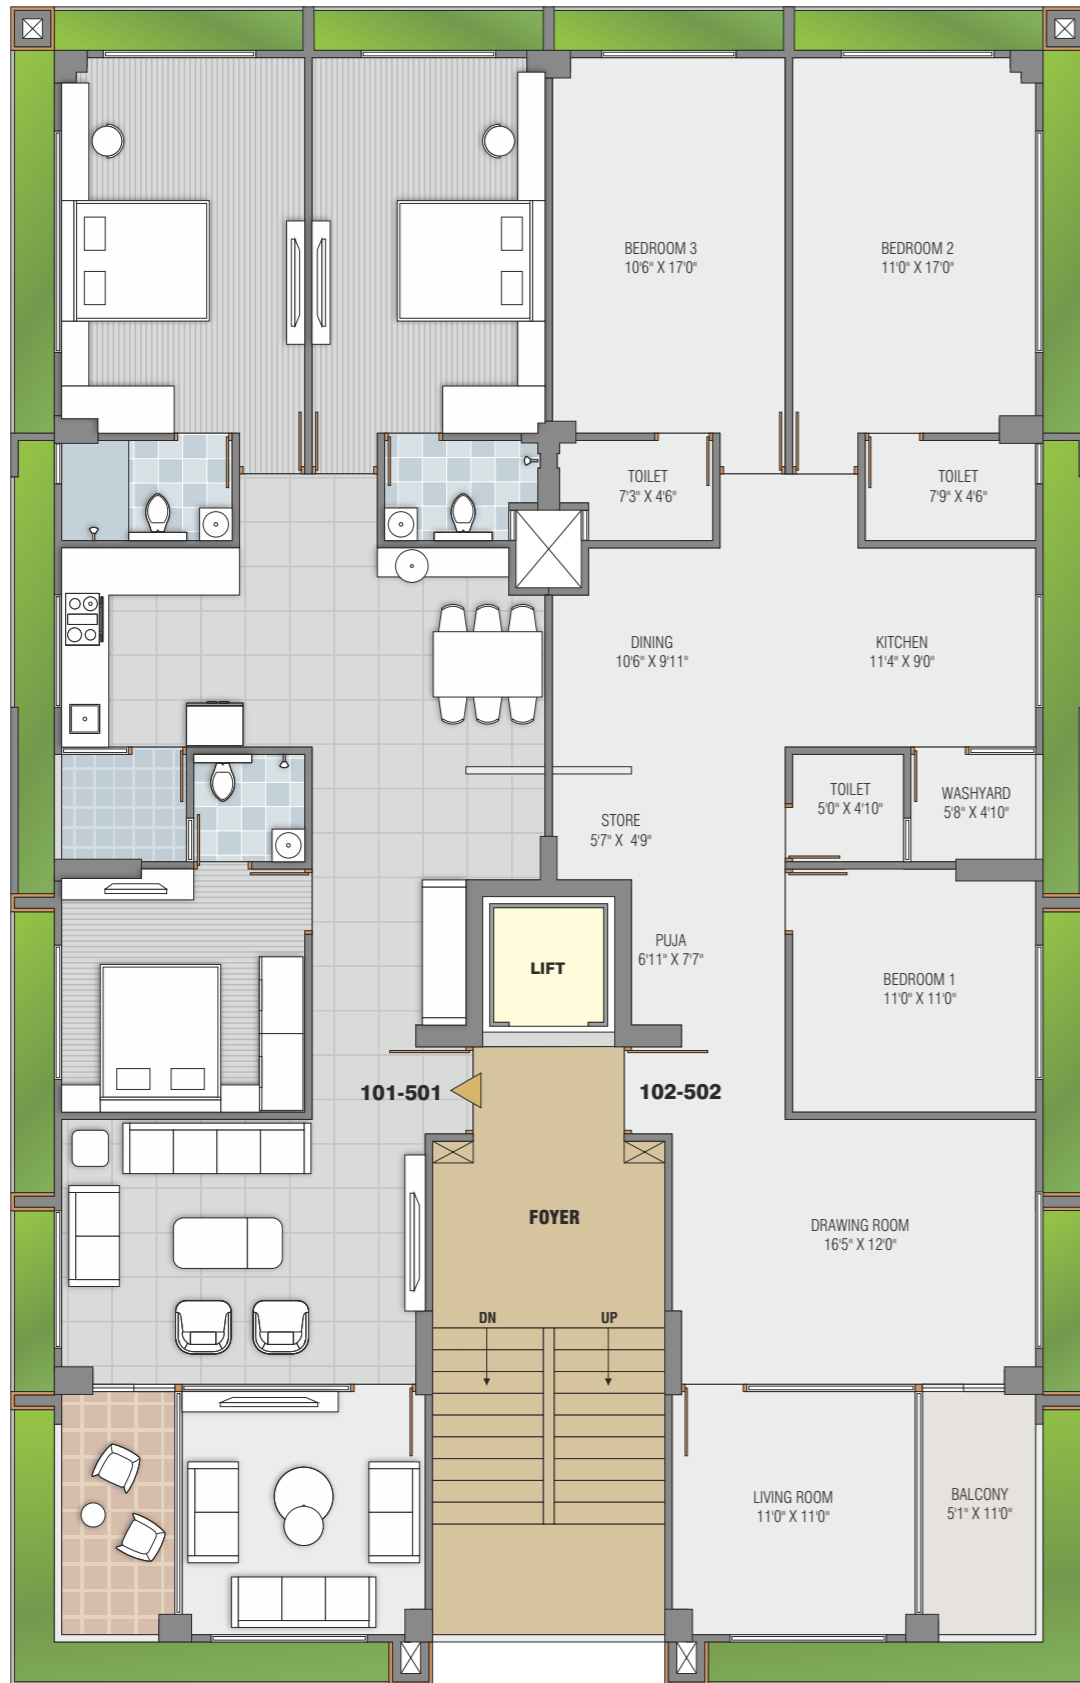 BEDROOM 3
10'6" X 17'0"
BEDROOM 2
11'0" X 17'0"
TOILET
7'3" X 4'6"
TOILET
7'9" X 4'6"
DINING
10'6" X 9'11"
KITCHEN
11'4" X 9'0"
TOILET
5'0" X 4'10"
WASHYARD
5'8" X 4'10"
STORE
5'7" X 4'9"
PUJA
6'11" X 7'7"
LIFT
BEDROOM 1
11'0" X 11'0"
101-501
102-502
FOYER
DRAWING ROOM
16'5" X 12'0"
DN
UP
LIVING ROOM
11'0" X 11'0"
BALCONY
5'1" X 11'0"